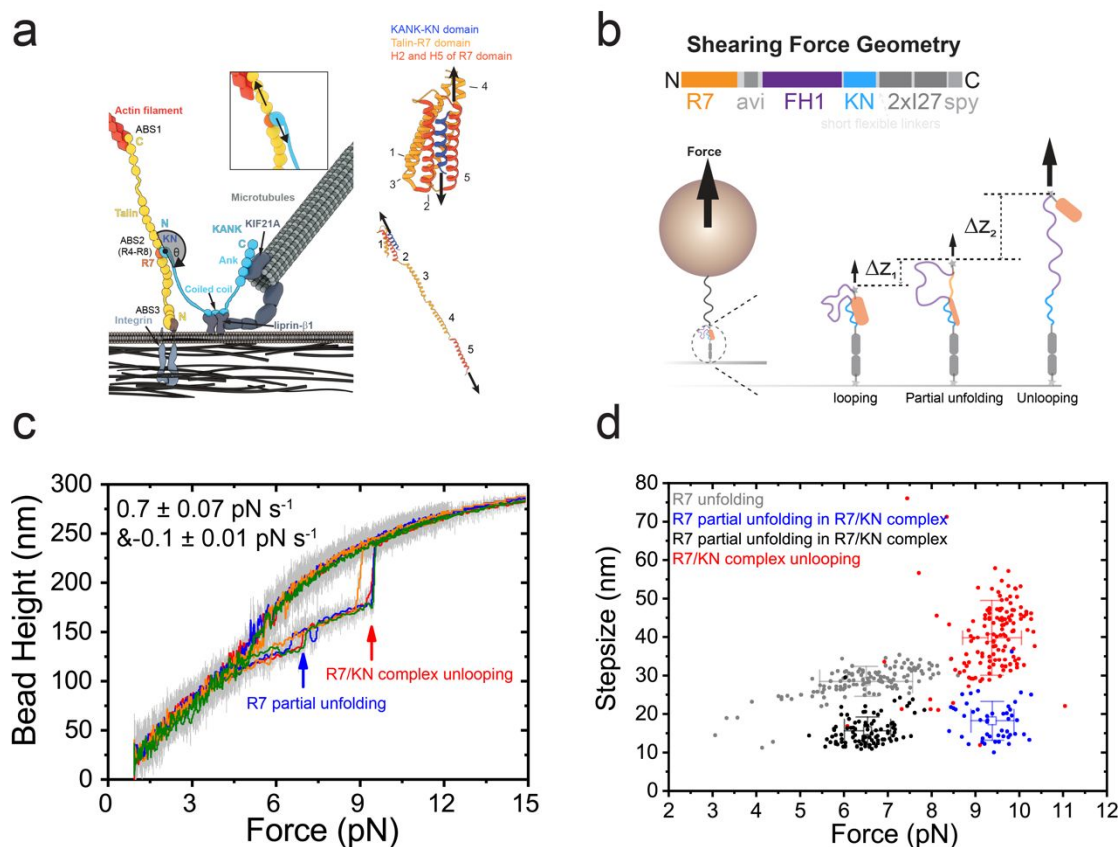 a
KANK-KN domain
Talin-R7 domain
H2 and H5 of R7 domain
4
Actin filament
ABS1
C
1
5
3
2
Microtubules
Talin
N
KANK
KIF21A
C
ABS2
KN
(R4-R8)
θ
Ank
R7
1
2
3
Coiled coil
ABS3
N
4
Integrin
liprin-β1
5
b
Shearing Force Geometry
N
C
R7
avi
FH1
KN
2xI27
spy
short flexible linkers
Force
ΔZ2
ΔZ1
looping
Partial unfolding
Unlooping
c
300
250
200
150
100
50
0
Bead Height (nm)
0.7 ± 0.07 pN s-1
&-0.1 ± 0.01 pN s-1
R7/KN complex unlooping
R7 partial unfolding
0 3 6 9 12 15
Force (pN)
d
80
70
60
50
40
30
20
10
0
Stepsize (nm)
R7 unfolding
R7 partial unfolding in R7/KN complex
R7 partial unfolding in R7/KN complex
R7/KN complex unlooping
2 3 4 5 6 7 8 9 10 11 12
Force (pN)